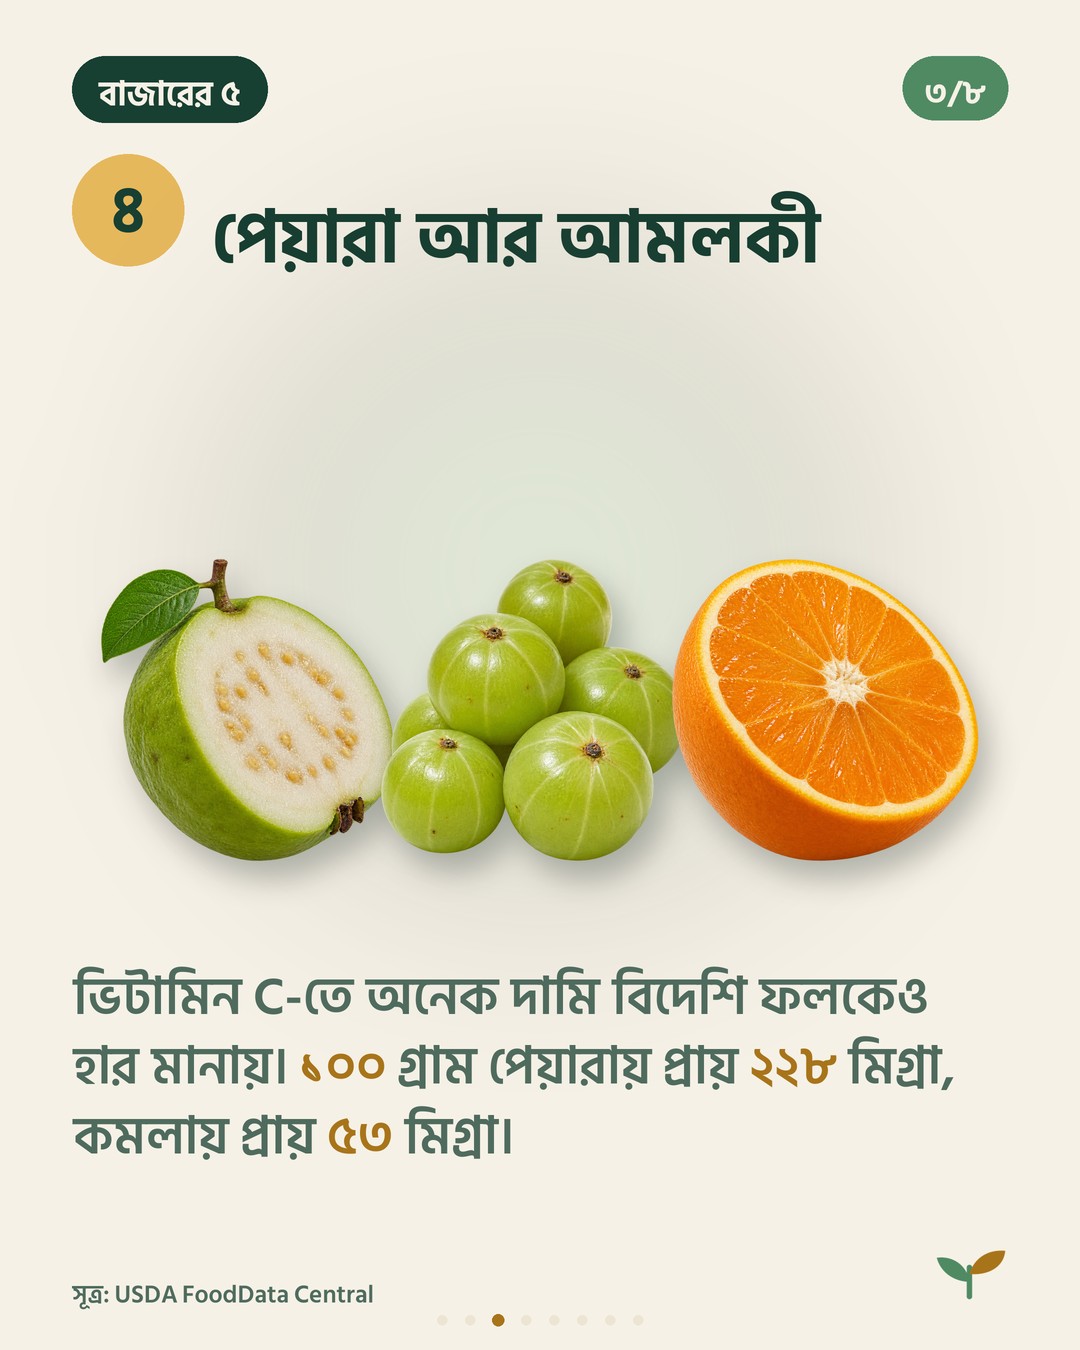 বাজারের ৫
৩/৮
৪
পেয়ারা আর আমলকী
ভিটামিন C-তে অনেক দামি বিদেশি ফলকেও
হার মানায়। ১০০ গ্রাম পেয়ারায় প্রায় ২২৮ মিগ্রা,
কমলায় প্রায় ৫৩ মিগ্রা।
সূত্র: USDA FoodData Central